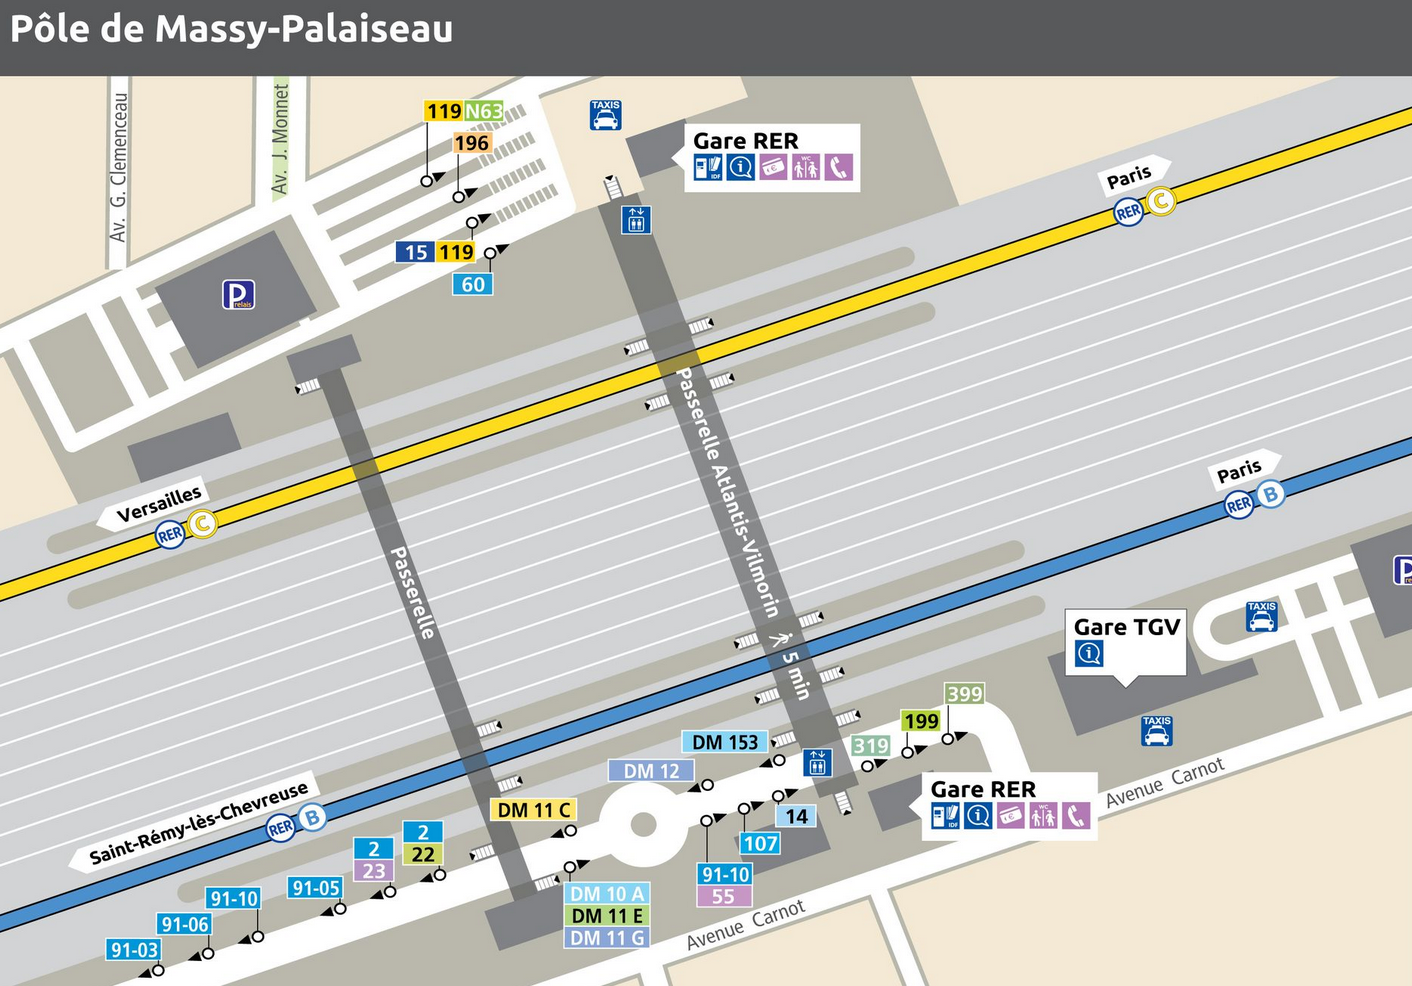 Pôle de Massy-Palaiseau
Av. G. Clemenceau
Av. J. Monnet
119 N63
196
15 119
60
TAXIS
Gare RER
IDF
WC
P
relais
Paris
RER C
Versailles
RER C
Passerelle
Passerelle Atlantis-Vilmorin 5 min
Paris
RER B
Gare TGV
TAXIS
TAXIS
P
399
199
319
DM 153
DM 12
DM 11 C
14
107
91-10
55
Gare RER
IDF
WC
Avenue Carnot
Saint-Rémy-lès-Chevreuse
RER B
2
22
2
23
91-05
91-10
91-06
91-03
DM 10 A
DM 11 E
DM 11 G
Avenue Carnot